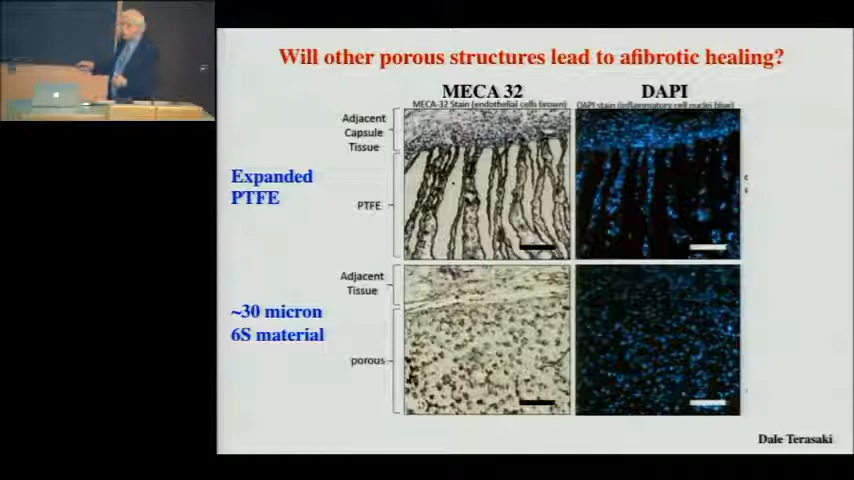 Will other porous structures lead to afibrotic healing?
MECA 32
DAPI
MECA-32 Stain (endothelial cells brown)
DAPI stain (inflammatory cell nuclei blue)
Adjacent
Capsule
Tissue
Expanded
PTFE
PTFE
Adjacent
Tissue
~30 micron
6S material
porous
Dale Terasaki